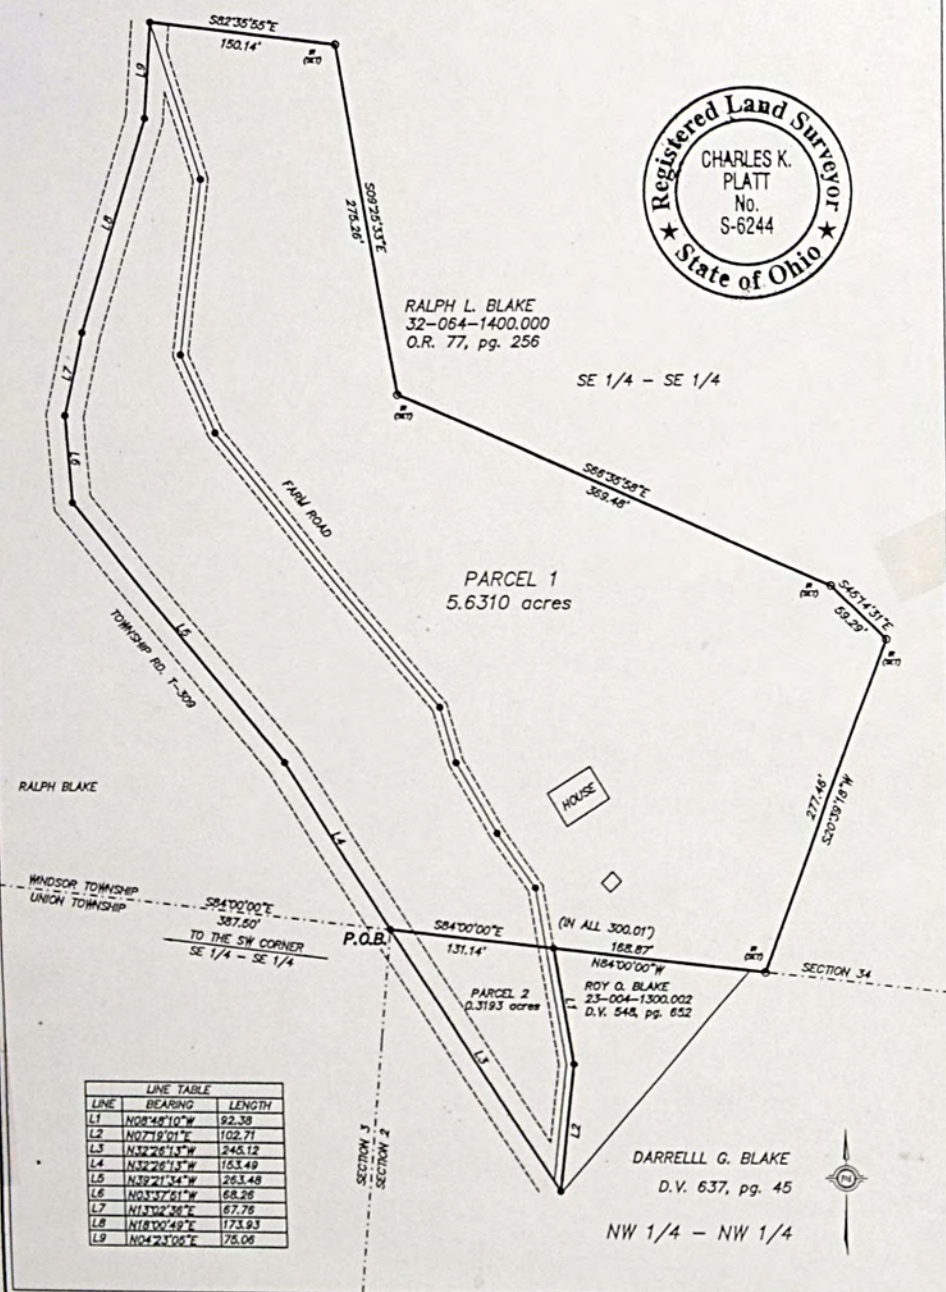 S82°35'55"E
150.14'
IP
(SET)
L9
S09°25'33"E
275.26'
Registered Land Surveyor
CHARLES K.
PLATT
No.
S-6244
★ State of Ohio ★
L8
RALPH L. BLAKE
32-064-1400.000
O.R. 77, pg. 256
SE 1/4 - SE 1/4
L7
(SET)
L6
S66°35'58"E
369.48'
FARM ROAD
PARCEL 1
5.6310 acres
(SET)
S46°14'31"E
59.29'
(SET)
L5
TOWNSHIP RD. T-309
RALPH BLAKE
HOUSE
277.46'
S20°39'18"W
L4
WINDSOR TOWNSHIP
UNION TOWNSHIP
S84°00'00"E
387.50'
TO THE SW CORNER
SE 1/4 - SE 1/4
P.O.B.
S84°00'00"E
131.14'
(IN ALL 300.01')
168.87'
N84°00'00"W
(SET)
SECTION 34
PARCEL 2
0.3193 acres
ROY O. BLAKE
23-004-1300.002
D.V. 548, pg. 652
L1
L3
L2
LINE TABLE
LINE BEARING LENGTH
L1 N08°48'10"W 92.38
L2 N07°19'01"E 102.71
L3 N32°26'13"W 245.12
L4 N32°26'13"W 153.49
L5 N39°21'34"W 263.48
L6 N03°37'51"W 68.26
L7 N13°02'36"E 67.76
L8 N18°00'49"E 173.93
L9 N04°23'05"E 75.06
SECTION 3
SECTION 2
DARRELLL G. BLAKE
D.V. 637, pg. 45
NW 1/4 - NW 1/4